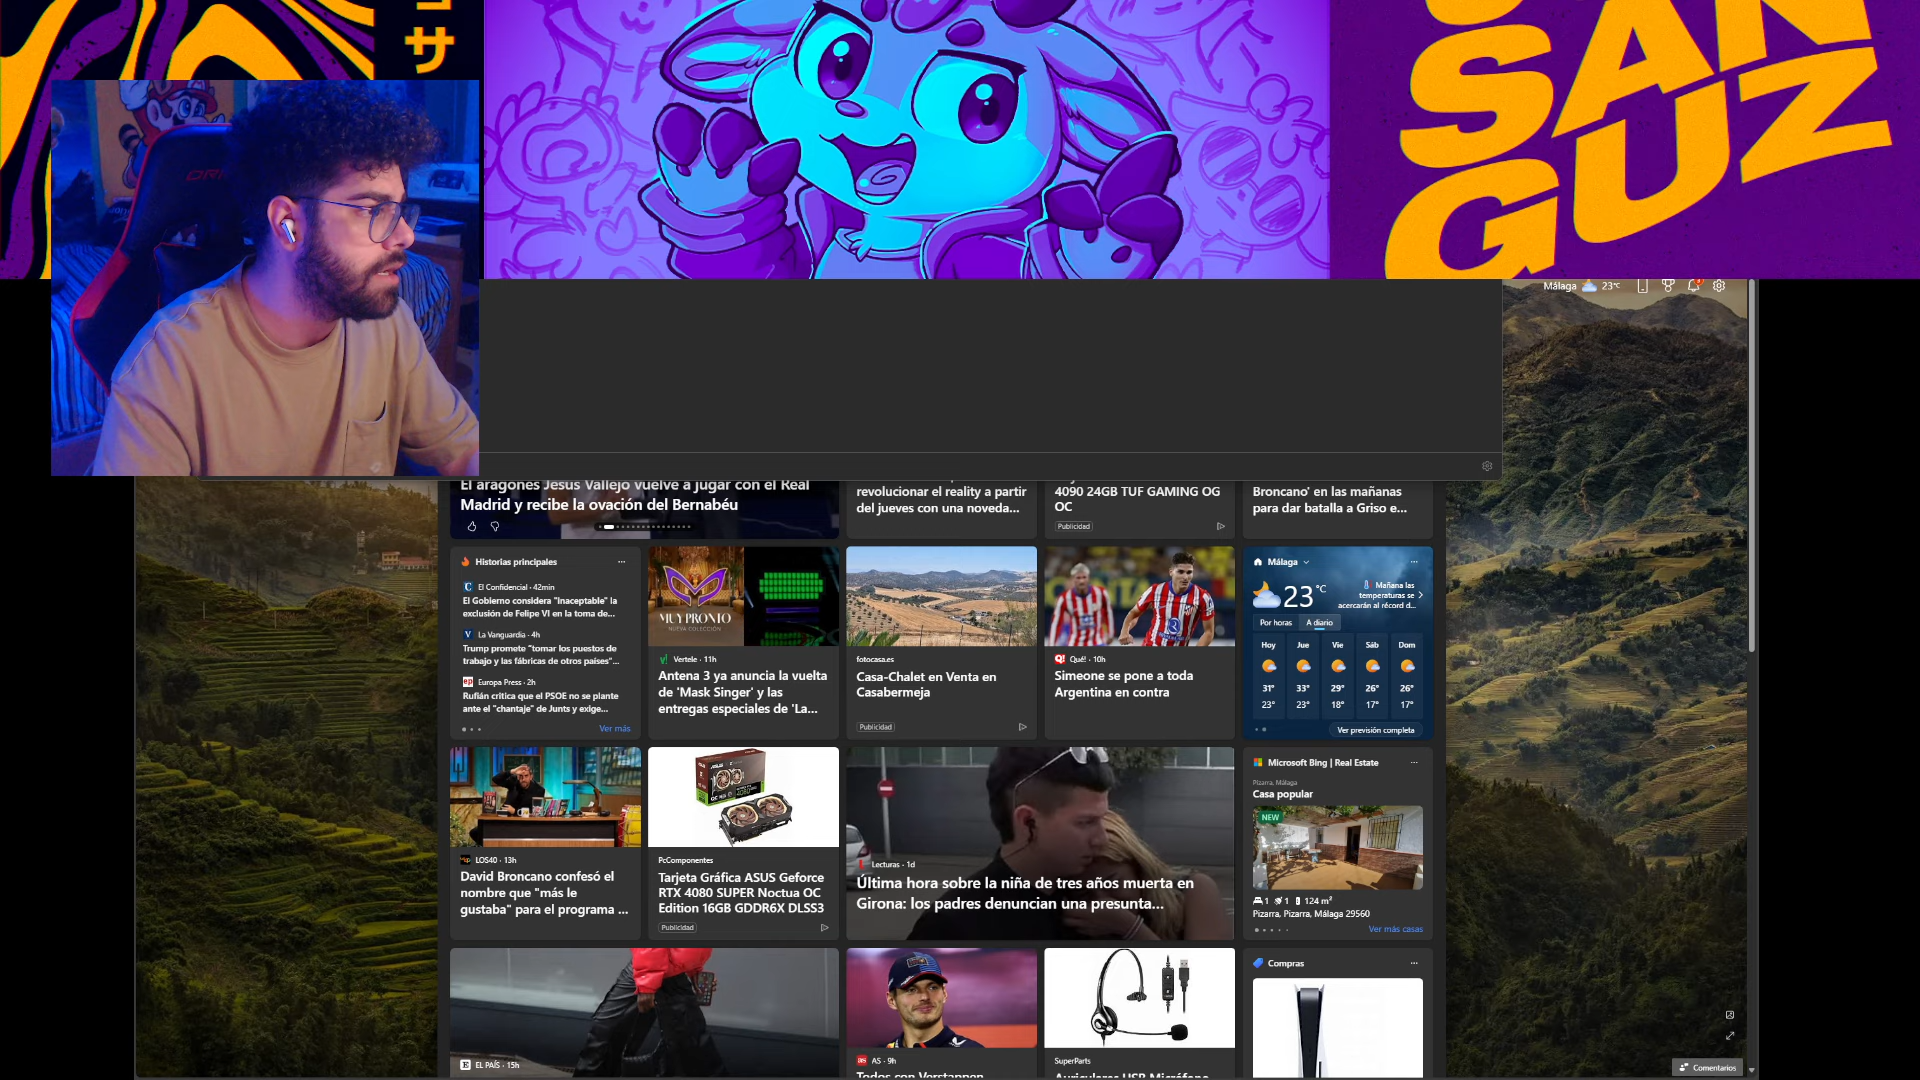 サ
SAN
GUZ
Málaga 23°C
El aragonés Jesús Vallejo vuelve a jugar con el Real
Madrid y recibe la ovación del Bernabéu
revolucionar el reality a partir
del jueves con una noveda...
4090 24GB TUF GAMING OG
OC
Publicidad
Broncano' en las mañanas
para dar batalla a Griso e...
Historias principales
El Confidencial · 42min
El Gobierno considera "inaceptable" la
exclusión de Felipe VI en la toma de...
La Vanguardia · 4h
Trump promete "tomar los puestos de
trabajo y las fábricas de otros países"...
Europa Press · 2h
Rufián critica que el PSOE no se plante
ante el "chantaje" de Junts y exige...
Ver más
MUY PRONTO
NUEVA COLECCIÓN
Vertele · 11h
Antena 3 ya anuncia la vuelta
de 'Mask Singer' y las
entregas especiales de 'La...
fotocasa.es
Casa-Chalet en Venta en
Casabermeja
Publicidad
Qué! · 10h
Simeone se pone a toda
Argentina en contra
Málaga
23 °C
Mañana las
temperaturas se
acercarán al récord d...
Por horas A diario
Hoy Jue Vie Sáb Dom
31° 33° 29° 26° 26°
23° 23° 18° 17° 17°
Ver previsión completa
LOS40 · 13h
David Broncano confesó el
nombre que "más le
gustaba" para el programa ...
PcComponentes
Tarjeta Gráfica ASUS Geforce
RTX 4080 SUPER Noctua OC
Edition 16GB GDDR6X DLSS3
Publicidad
Lecturas · 1d
Última hora sobre la niña de tres años muerta en
Girona: los padres denuncian una presunta...
Microsoft Bing | Real Estate
Pizarra, Málaga
Casa popular
NEW
1 1 124 m²
Pizarra, Pizarra, Málaga 29560
Ver más casas
EL PAÍS · 15h
AS · 9h
Todos con Verstappen
SuperParts
Auriculares USB Micrófono
Compras
Comentarios